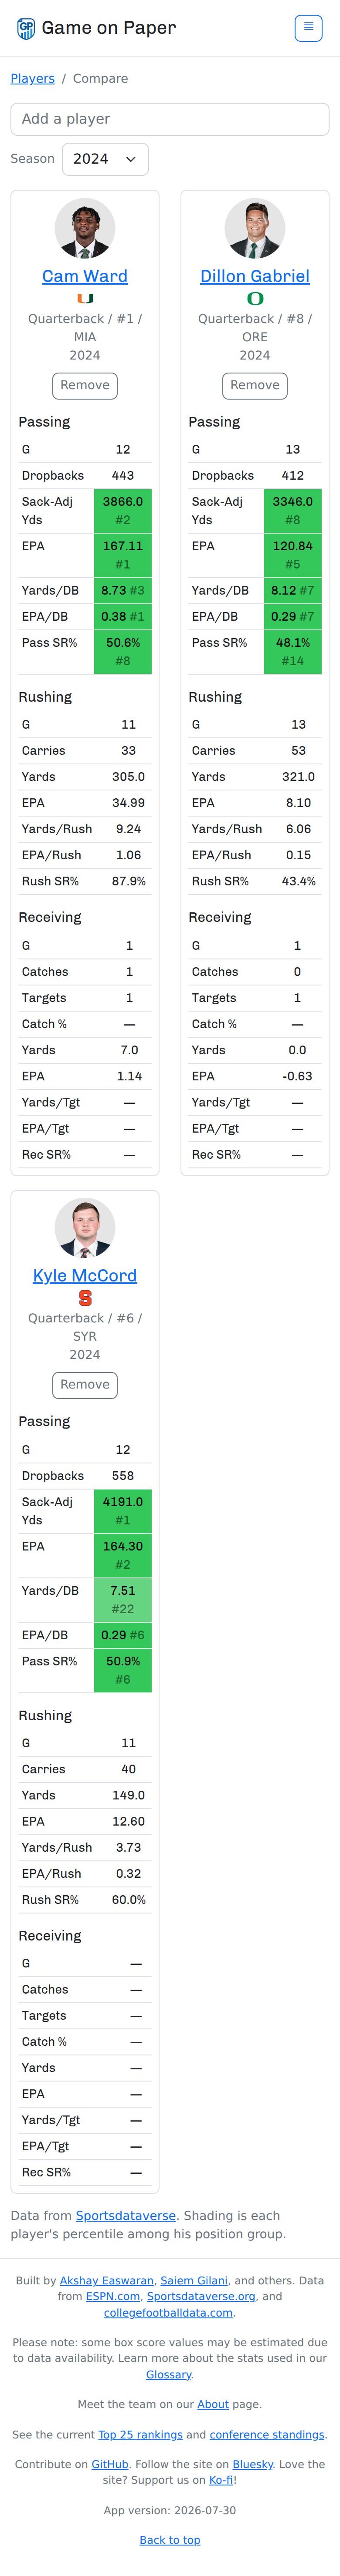 GP Game on Paper
Players / Compare
Add a player
Season 2024
Cam Ward
Quarterback / #1 /
MIA
2024
Remove
Passing
G 12
Dropbacks 443
Sack-Adj 3866.0
Yds #2
EPA 167.11
#1
Yards/DB 8.73 #3
EPA/DB 0.38 #1
Pass SR% 50.6%
#8
Rushing
G 11
Carries 33
Yards 305.0
EPA 34.99
Yards/Rush 9.24
EPA/Rush 1.06
Rush SR% 87.9%
Receiving
G 1
Catches 1
Targets 1
Catch % —
Yards 7.0
EPA 1.14
Yards/Tgt —
EPA/Tgt —
Rec SR% —
Dillon Gabriel
Quarterback / #8 /
ORE
2024
Remove
Passing
G 13
Dropbacks 412
Sack-Adj 3346.0
Yds #8
EPA 120.84
#5
Yards/DB 8.12 #7
EPA/DB 0.29 #7
Pass SR% 48.1%
#14
Rushing
G 13
Carries 53
Yards 321.0
EPA 8.10
Yards/Rush 6.06
EPA/Rush 0.15
Rush SR% 43.4%
Receiving
G 1
Catches 0
Targets 1
Catch % —
Yards 0.0
EPA -0.63
Yards/Tgt —
EPA/Tgt —
Rec SR% —
Kyle McCord
S
Quarterback / #6 /
SYR
2024
Remove
Passing
G 12
Dropbacks 558
Sack-Adj 4191.0
Yds #1
EPA 164.30
#2
Yards/DB 7.51
#22
EPA/DB 0.29 #6
Pass SR% 50.9%
#6
Rushing
G 11
Carries 40
Yards 149.0
EPA 12.60
Yards/Rush 3.73
EPA/Rush 0.32
Rush SR% 60.0%
Receiving
G —
Catches —
Targets —
Catch % —
Yards —
EPA —
Yards/Tgt —
EPA/Tgt —
Rec SR% —
Data from Sportsdataverse. Shading is each
player's percentile among his position group.
Built by Akshay Easwaran, Saiem Gilani, and others. Data
from ESPN.com, Sportsdataverse.org, and
collegefootballdata.com.
Please note: some box score values may be estimated due
to data availability. Learn more about the stats used in our
Glossary.
Meet the team on our About page.
See the current Top 25 rankings and conference standings.
Contribute on GitHub. Follow the site on Bluesky. Love the
site? Support us on Ko-fi!
App version: 2026-07-30
Back to top